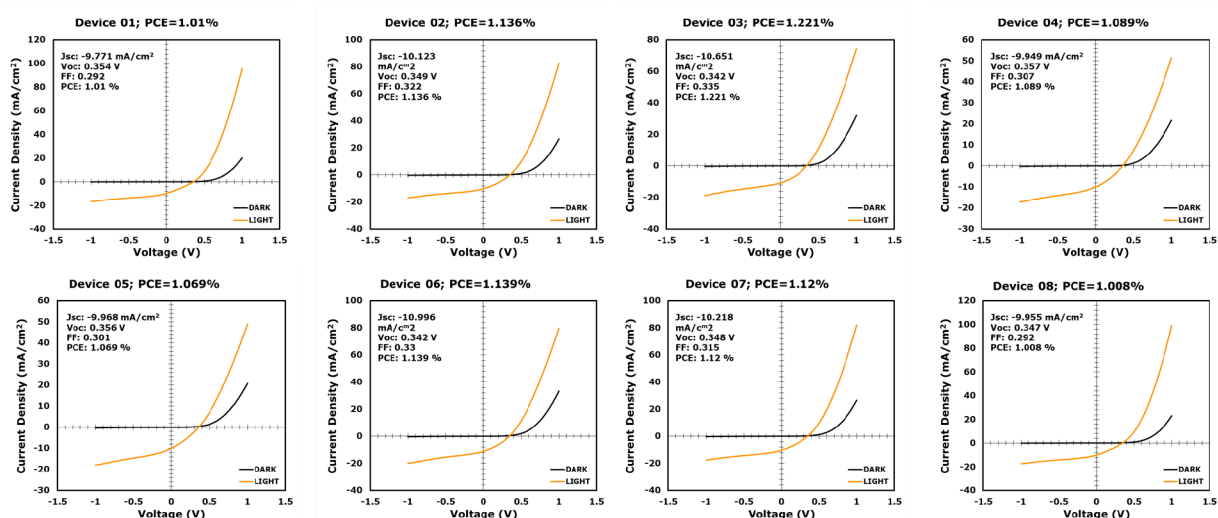 Device 01; PCE=1.01%
Current Density (mA/cm²)
120
100
80
60
40
20
0
-20
-40
Jsc: -9.771 mA/cm²
Voc: 0.354 V
FF: 0.292
PCE: 1.01 %
DARK
LIGHT
-1.5 -1 -0.5 0 0.5 1 1.5
Voltage (V)
Device 02; PCE=1.136%
Current Density (mA/cm²)
100
80
60
40
20
0
-20
-40
Jsc: -10.123
mA/cm2
Voc: 0.349 V
FF: 0.322
PCE: 1.136 %
DARK
LIGHT
-1.5 -1 -0.5 0 0.5 1 1.5
Voltage (V)
Device 03; PCE=1.221%
Current Density (mA/cm²)
80
60
40
20
0
-20
-40
Jsc: -10.651
mA/cm2
Voc: 0.342 V
FF: 0.335
PCE: 1.221 %
DARK
LIGHT
-1.5 -1 -0.5 0 0.5 1 1.5
Voltage (V)
Device 04; PCE=1.089%
Current Density (mA/cm²)
60
50
40
30
20
10
0
-10
-20
-30
Jsc: -9.949 mA/cm²
Voc: 0.357 V
FF: 0.307
PCE: 1.089 %
DARK
LIGHT
-1.5 -1 -0.5 0 0.5 1 1.5
Voltage (V)
Device 05; PCE=1.069%
Current Density (mA/cm²)
60
50
40
30
20
10
0
-10
-20
-30
Jsc: -9.968 mA/cm²
Voc: 0.356 V
FF: 0.301
PCE: 1.069 %
DARK
LIGHT
-1.5 -1 -0.5 0 0.5 1 1.5
Voltage (V)
Device 06; PCE=1.139%
Current Density (mA/cm²)
100
80
60
40
20
0
-20
-40
Jsc: -10.996
mA/cm2
Voc: 0.342 V
FF: 0.33
PCE: 1.139 %
DARK
LIGHT
-1.5 -1 -0.5 0 0.5 1 1.5
Voltage (V)
Device 07; PCE=1.12%
Current Density (mA/cm²)
100
80
60
40
20
0
-20
-40
Jsc: -10.218
mA/cm2
Voc: 0.348 V
FF: 0.315
PCE: 1.12 %
DARK
LIGHT
-1.5 -1 -0.5 0 0.5 1 1.5
Voltage (V)
Device 08; PCE=1.008%
Current Density (mA/cm²)
120
100
80
60
40
20
0
-20
-40
Jsc: -9.955 mA/cm²
Voc: 0.347 V
FF: 0.292
PCE: 1.008 %
DARK
LIGHT
-1.5 -1 -0.5 0 0.5 1 1.5
Voltage (V)